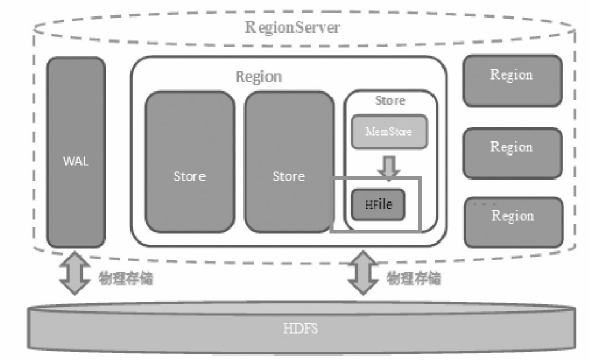 RegionServer
WAL
Region
Store
Store
Store
MemStore
HFile
Region
Region
...
Region
物理存储
物理存储
HDFS